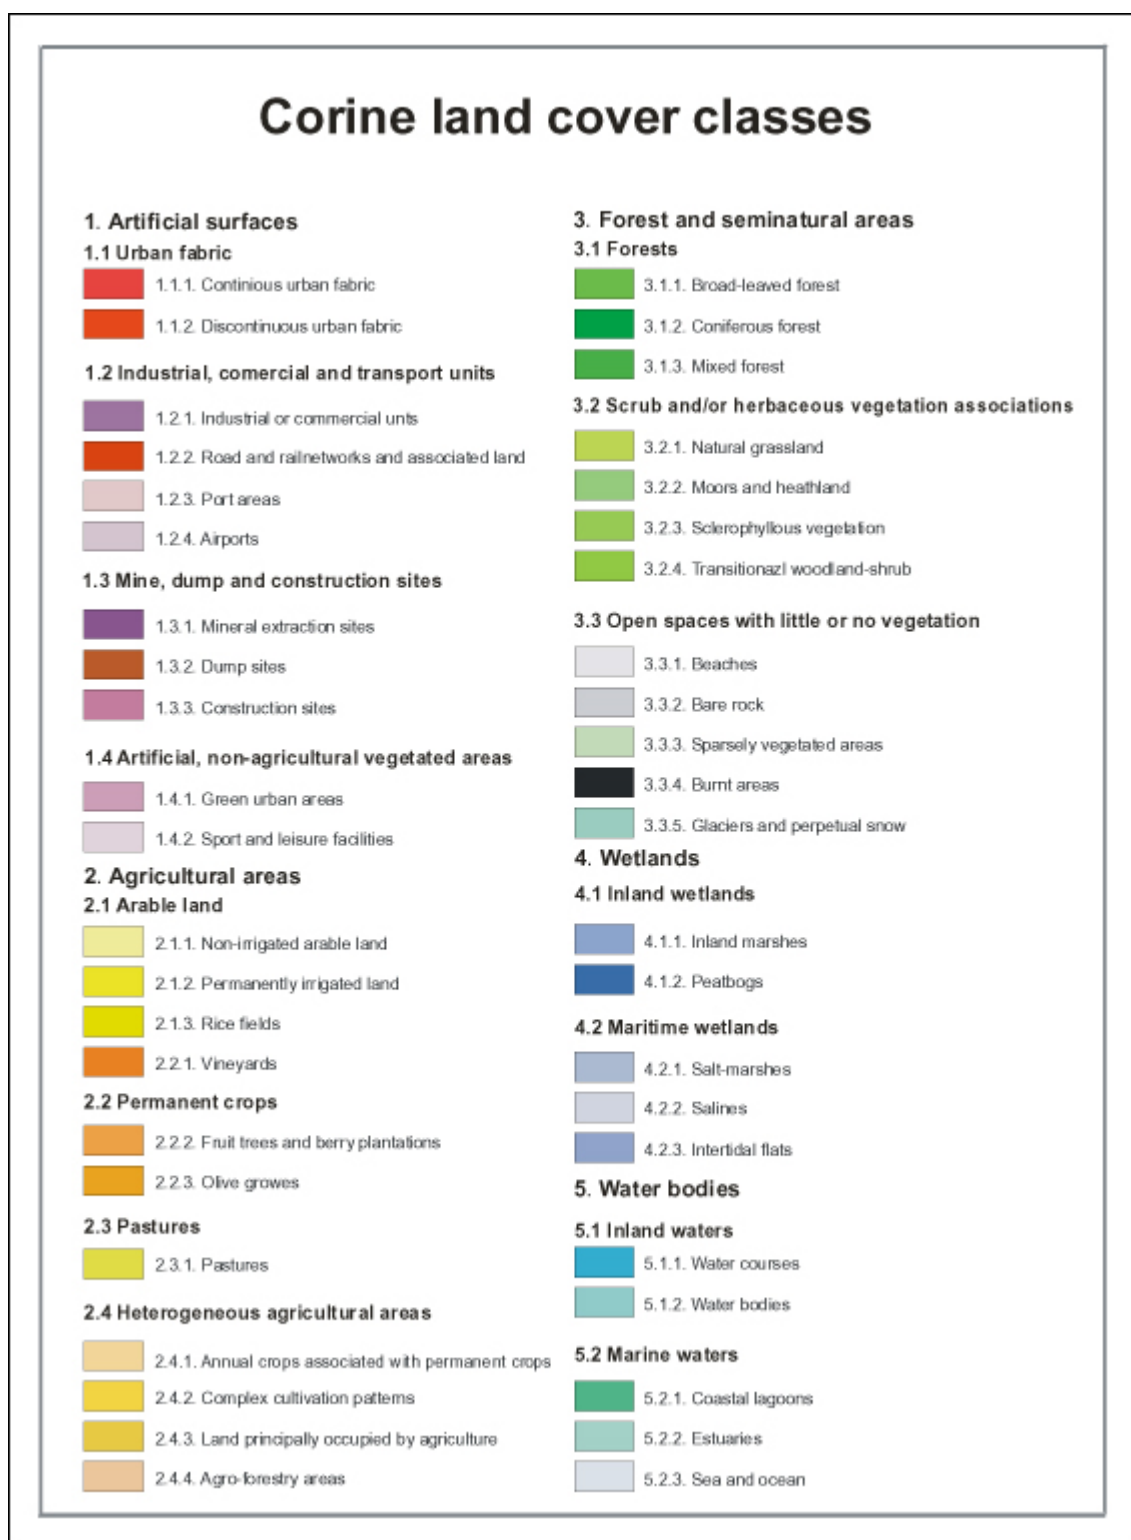 Corine land cover classes
1. Artificial surfaces
1.1 Urban fabric
1.1.1. Continious urban fabric
1.1.2. Discontinuous urban fabric
1.2 Industrial, comercial and transport units
1.2.1. Industrial or commercial unts
1.2.2. Road and railnetworks and associated land
1.2.3. Port areas
1.2.4. Airports
1.3 Mine, dump and construction sites
1.3.1. Mineral extraction sites
1.3.2. Dump sites
1.3.3. Construction sites
1.4 Artificial, non-agricultural vegetated areas
1.4.1. Green urban areas
1.4.2. Sport and leisure facilities
2. Agricultural areas
2.1 Arable land
2.1.1. Non-irrigated arable land
2.1.2. Permanently irrigated land
2.1.3. Rice fields
2.2.1. Vineyards
2.2 Permanent crops
2.2.2. Fruit trees and berry plantations
2.2.3. Olive growes
2.3 Pastures
2.3.1. Pastures
2.4 Heterogeneous agricultural areas
2.4.1. Annual crops associated with permanent crops
2.4.2. Complex cultivation patterns
2.4.3. Land principally occupied by agriculture
2.4.4. Agro-forestry areas
3. Forest and seminatural areas
3.1 Forests
3.1.1. Broad-leaved forest
3.1.2. Coniferous forest
3.1.3. Mixed forest
3.2 Scrub and/or herbaceous vegetation associations
3.2.1. Natural grassland
3.2.2. Moors and heathland
3.2.3. Sclerophyllous vegetation
3.2.4. Transitionazl woodland-shrub
3.3 Open spaces with little or no vegetation
3.3.1. Beaches
3.3.2. Bare rock
3.3.3. Sparsely vegetated areas
3.3.4. Burnt areas
3.3.5. Glaciers and perpetual snow
4. Wetlands
4.1 Inland wetlands
4.1.1. Inland marshes
4.1.2. Peatbogs
4.2 Maritime wetlands
4.2.1. Salt-marshes
4.2.2. Salines
4.2.3. Intertidal flats
5. Water bodies
5.1 Inland waters
5.1.1. Water courses
5.1.2. Water bodies
5.2 Marine waters
5.2.1. Coastal lagoons
5.2.2. Estuaries
5.2.3. Sea and ocean